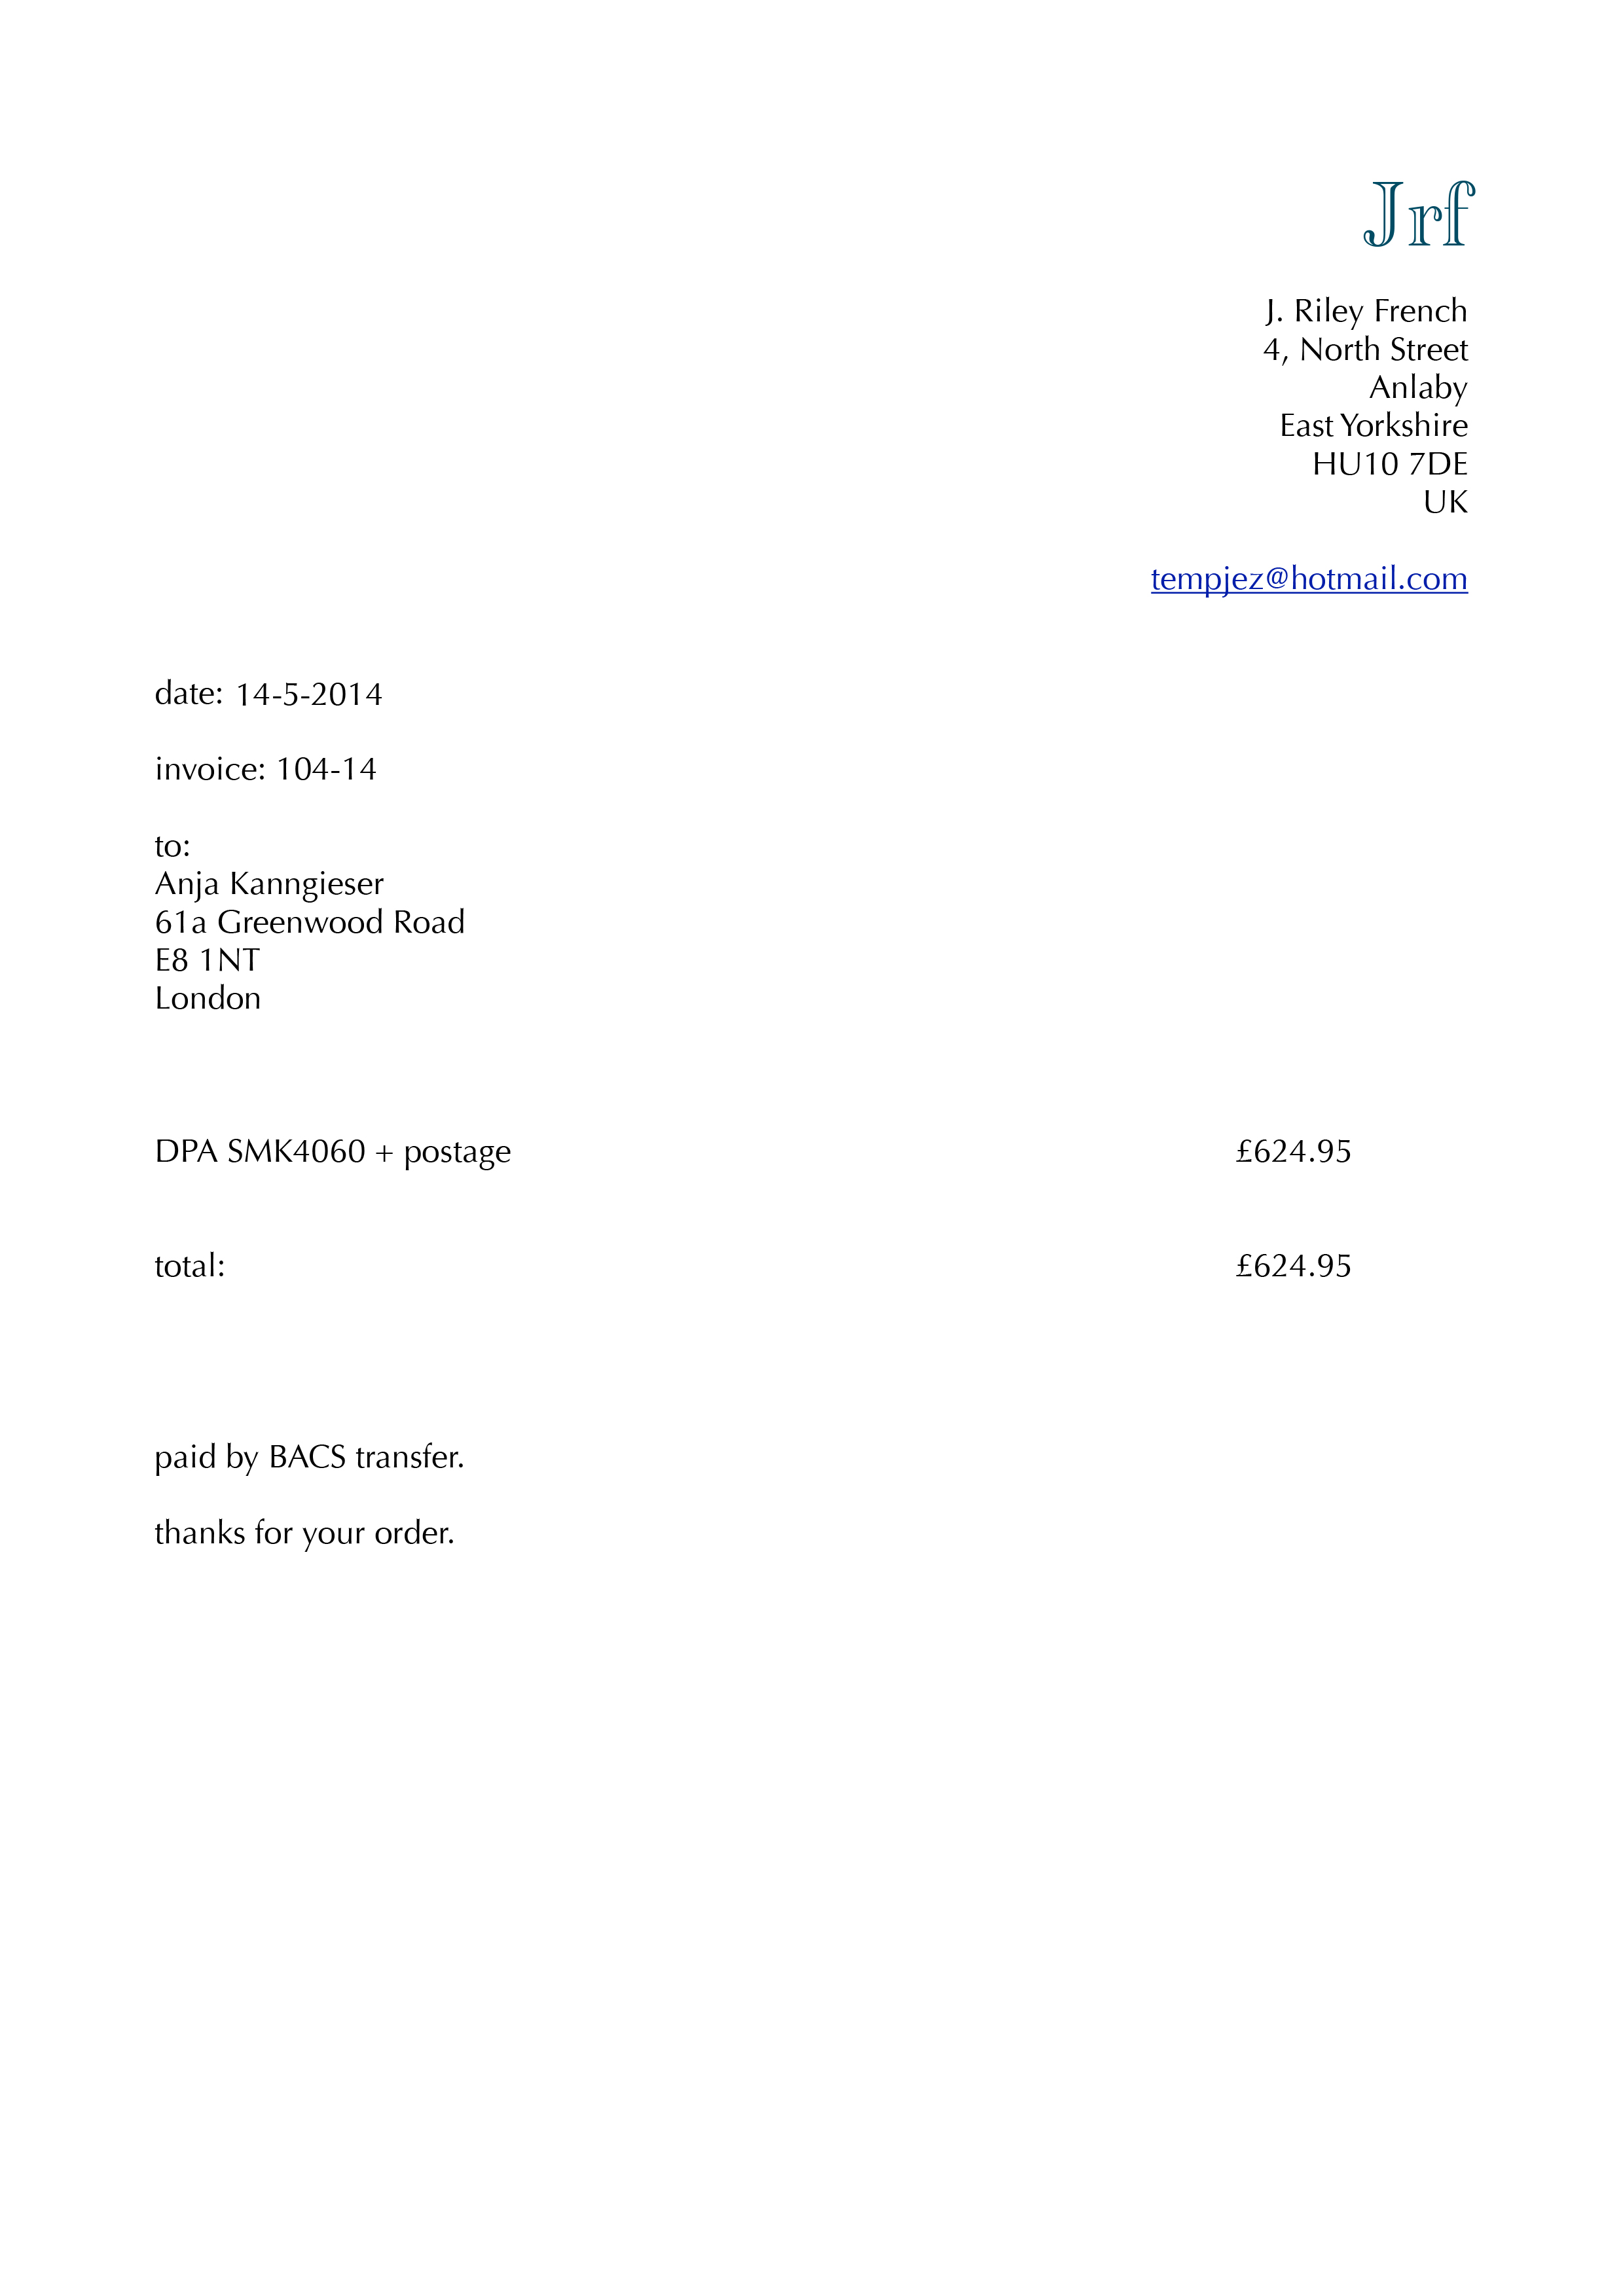 Jrf
J. Riley French
4, North Street
Anlaby
East Yorkshire
HU10 7DE
UK
tempjez@hotmail.com
date: 14-5-2014
invoice: 104-14
to:
Anja Kanngieser
61a Greenwood Road
E8 1NT
London
DPA SMK4060 + postage £624.95
total: £624.95
paid by BACS transfer.
thanks for your order.